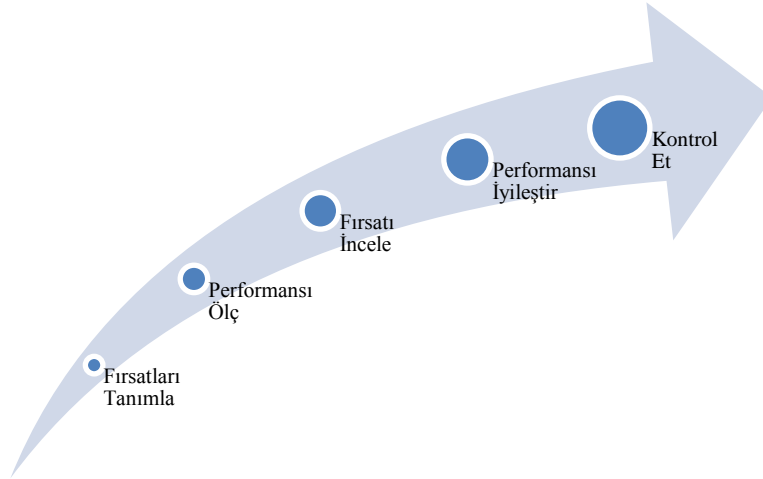 Fırsatları
Tanımla
Performansı
Ölç
Fırsatı
İncele
Performansı
İyileştir
Kontrol
Et